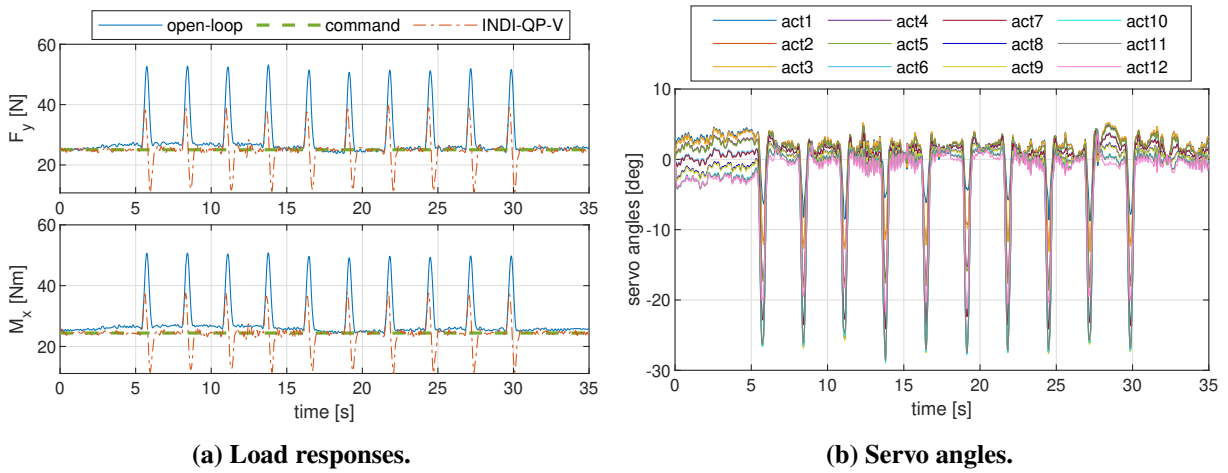 open-loop command INDI-QP-V
60
40
20
F_y [N]
0 5 10 15 20 25 30 35
60
40
20
M_x [Nm]
0 5 10 15 20 25 30 35
time [s]
(a) Load responses.
act1 act4 act7 act10
act2 act5 act8 act11
act3 act6 act9 act12
10
0
-10
-20
-30
servo angles [deg]
0 5 10 15 20 25 30 35
time [s]
(b) Servo angles.